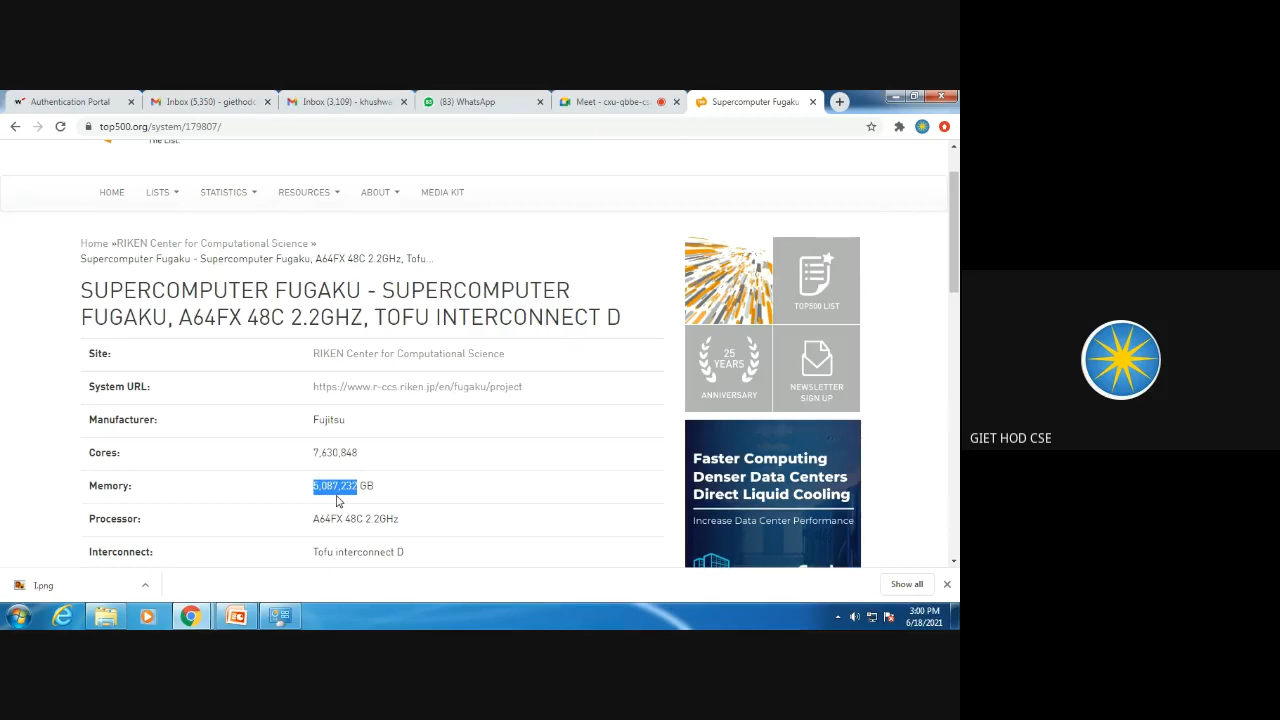 Authentication Portal
Inbox (5,350) - giethod
Inbox (3,109) - khushwa
(83) WhatsApp
Meet - cxu-qbbe-cs
Supercomputer Fugaku
top500.org/system/179807/
The List.
HOME
LISTS
STATISTICS
RESOURCES
ABOUT
MEDIA KIT
Home »RIKEN Center for Computational Science »
Supercomputer Fugaku - Supercomputer Fugaku, A64FX 48C 2.2GHz, Tofu...
SUPERCOMPUTER FUGAKU - SUPERCOMPUTER
FUGAKU, A64FX 48C 2.2GHZ, TOFU INTERCONNECT D
Site: RIKEN Center for Computational Science
System URL: https://www.r-ccs.riken.jp/en/fugaku/project
Manufacturer: Fujitsu
Cores: 7,630,848
Memory: 5,087,232 GB
Processor: A64FX 48C 2.2GHz
Interconnect: Tofu interconnect D
TOP500 LIST
25
YEARS
ANNIVERSARY
NEWSLETTER
SIGN UP
Faster Computing
Denser Data Centers
Direct Liquid Cooling
Increase Data Center Performance
GIET HOD CSE
1.png
Show all
3:00 PM
6/18/2021